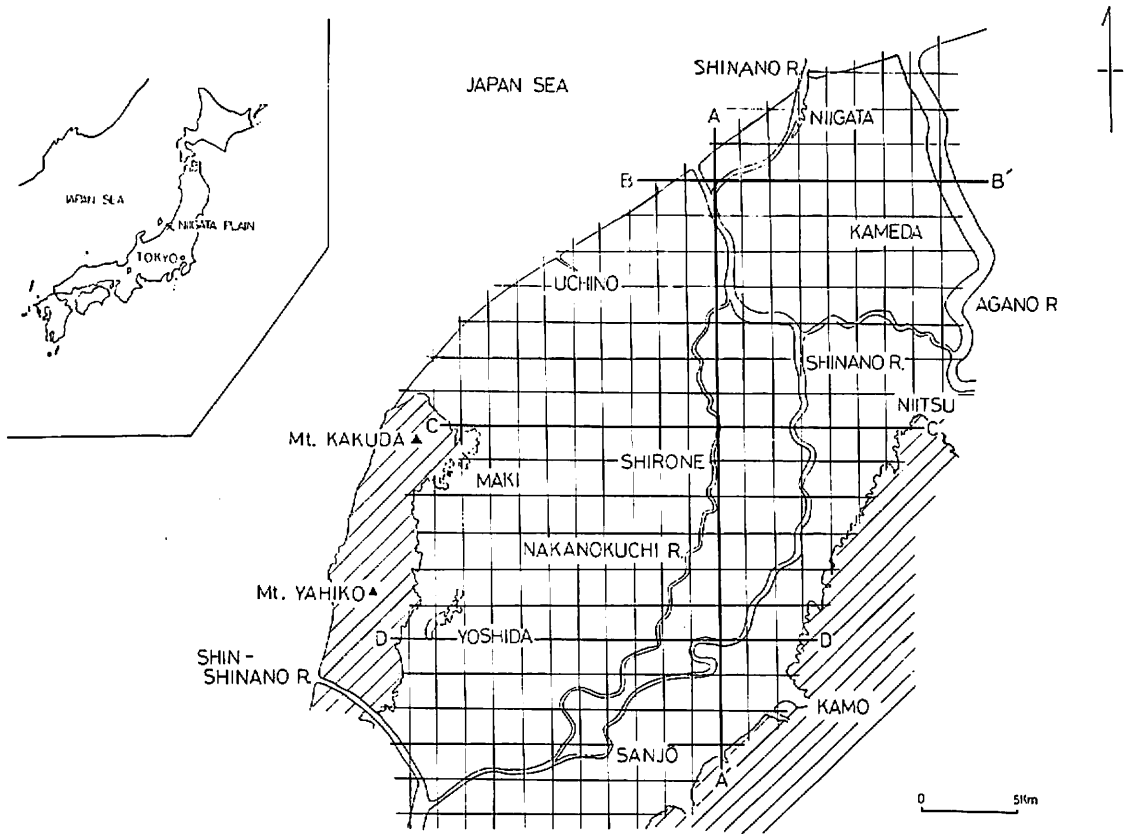 JAPAN SEA
NIIGATA PLAIN
TOKYO
JAPAN SEA
SHINANO R.
A
NIIGATA
B
B´
KAMEDA
UCHINO
AGANO R
SHINANO R.
NIITSU
Mt. KAKUDA
C
C´
SHIRONE
MAKI
NAKANOKUCHI R.
Mt. YAHIKO
D
YOSHIDA
D
SHIN-
SHINANO R.
KAMO
SANJO
A´
0 5Km